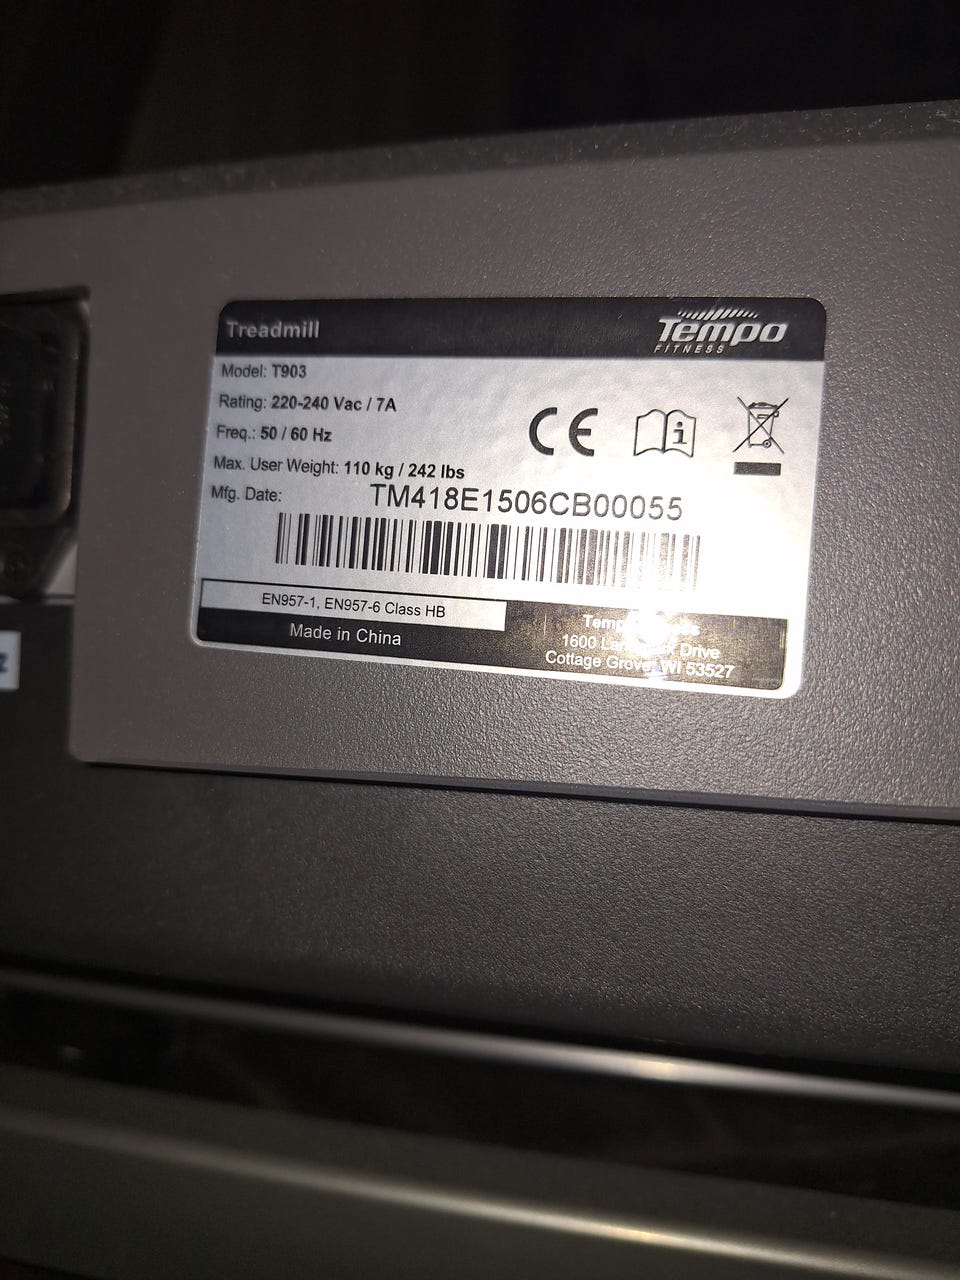 Treadmill
Tempo
FITNESS
Model: T903
Rating: 220-240 Vac / 7A
Freq.: 50 / 60 Hz
Max. User Weight: 110 kg / 242 lbs
Mfg. Date:
TM418E1506CB00055
CE
i
EN957-1, EN957-6 Class HB
Made in China
1600 Drive
Cottage Grove, WI 53527
z